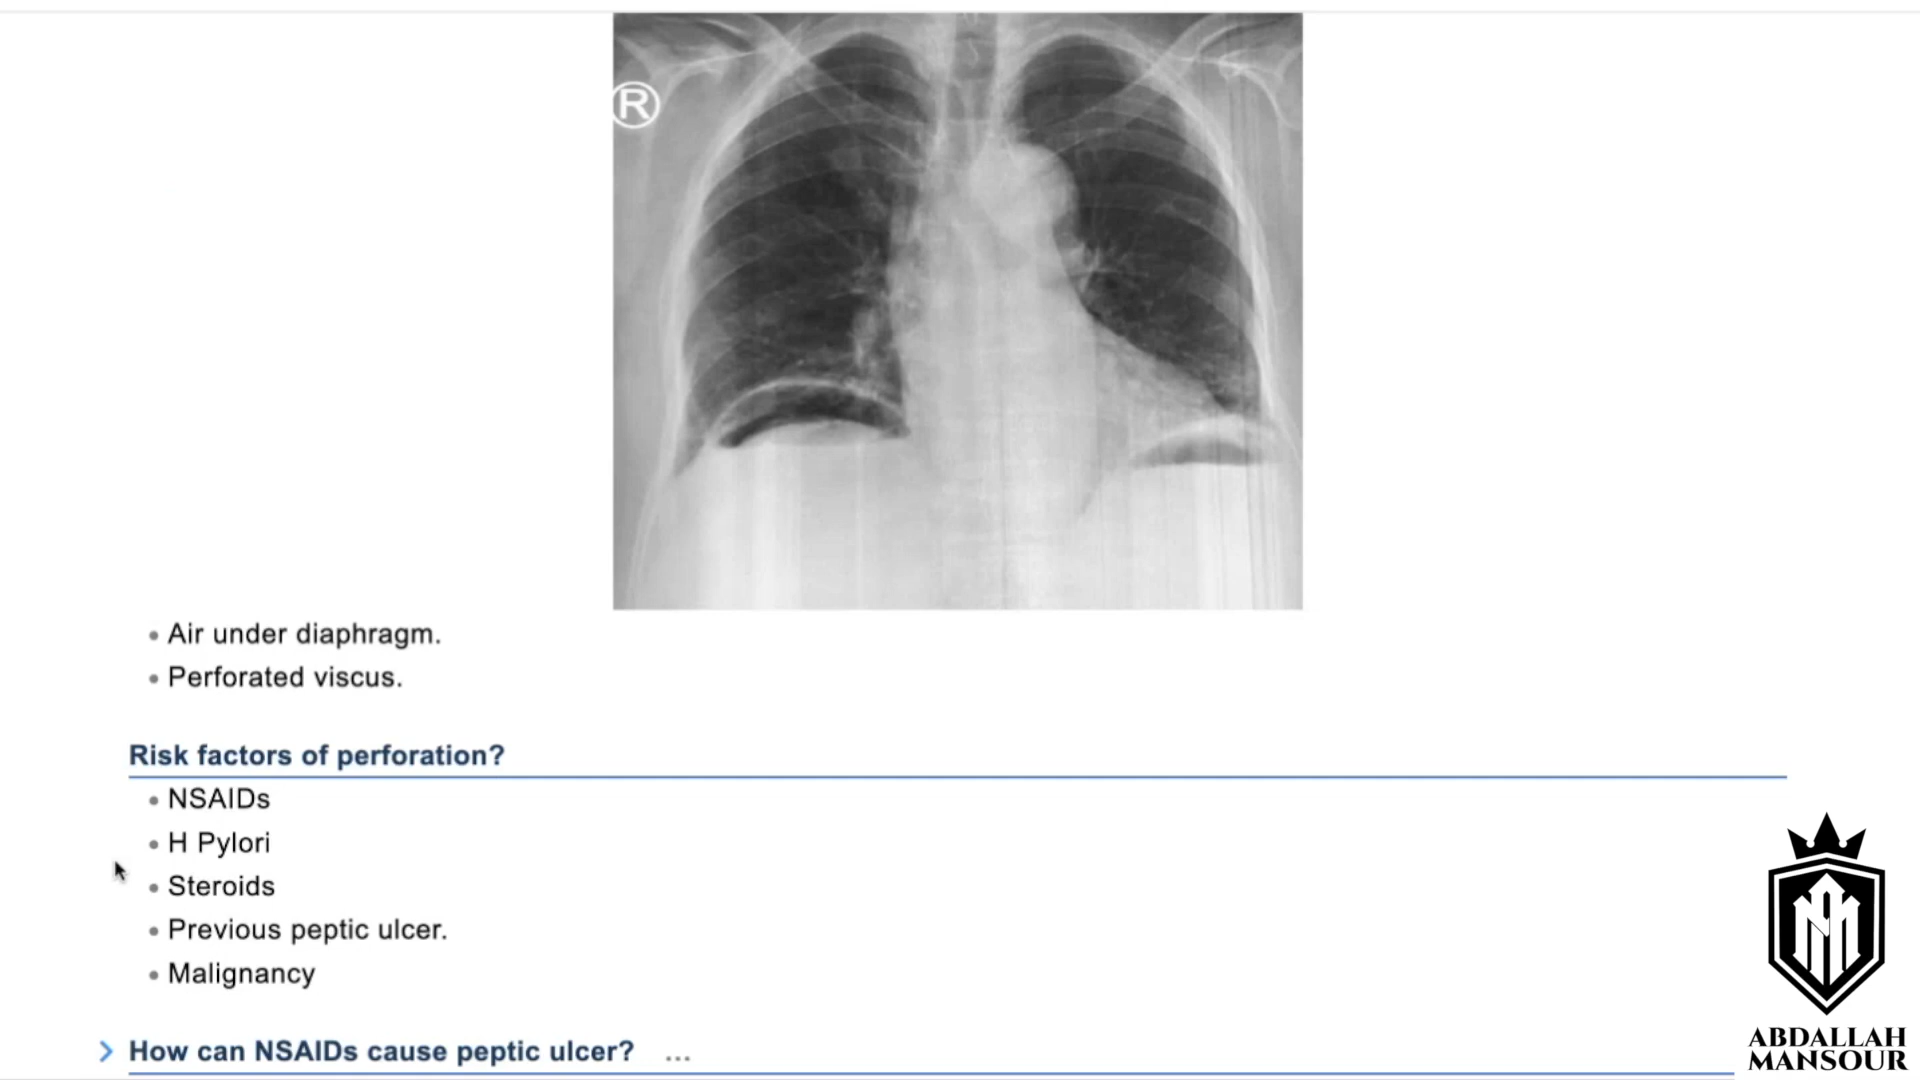 R
Air under diaphragm.
Perforated viscus.
Risk factors of perforation?
NSAIDs
H Pylori
Steroids
Previous peptic ulcer.
Malignancy
How can NSAIDs cause peptic ulcer? ...
ABDALLAH
MANSOUR